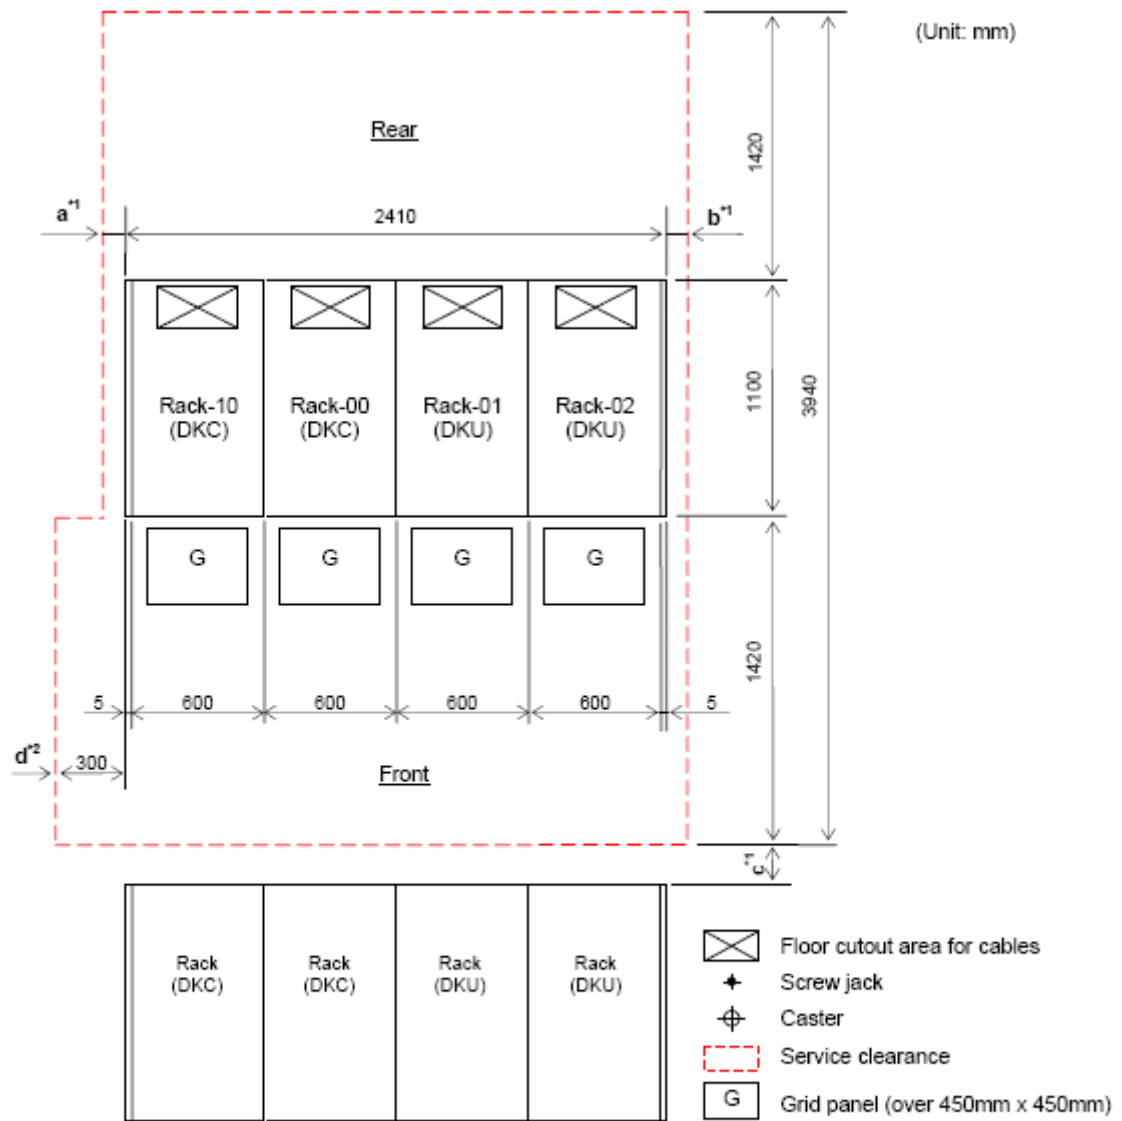 (Unit: mm)
Rear
1420
a*1
2410
b*1
Rack-10
(DKC)
Rack-00
(DKC)
Rack-01
(DKU)
Rack-02
(DKU)
1100
3940
G
G
G
G
1420
5
600
600
600
600
5
d*2
300
Front
c*1
Rack
(DKC)
Rack
(DKC)
Rack
(DKU)
Rack
(DKU)
Floor cutout area for cables
Screw jack
Caster
Service clearance
G
Grid panel (over 450mm x 450mm)